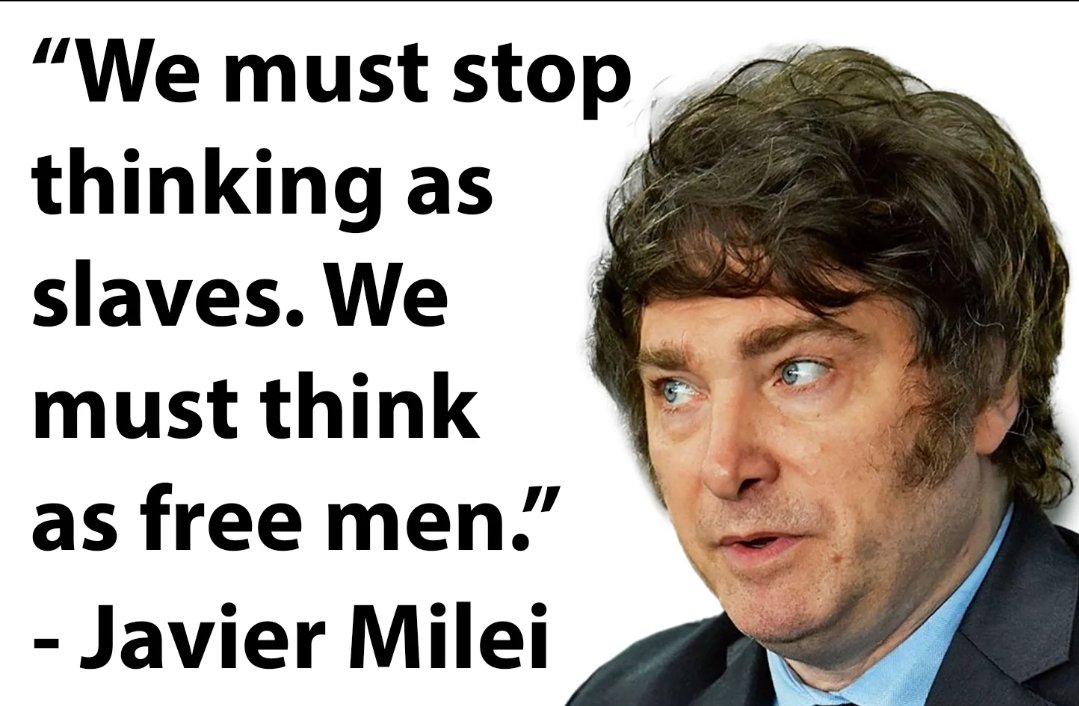 “We must stop
thinking as
slaves. We
must think
as free men.”
- Javier Milei